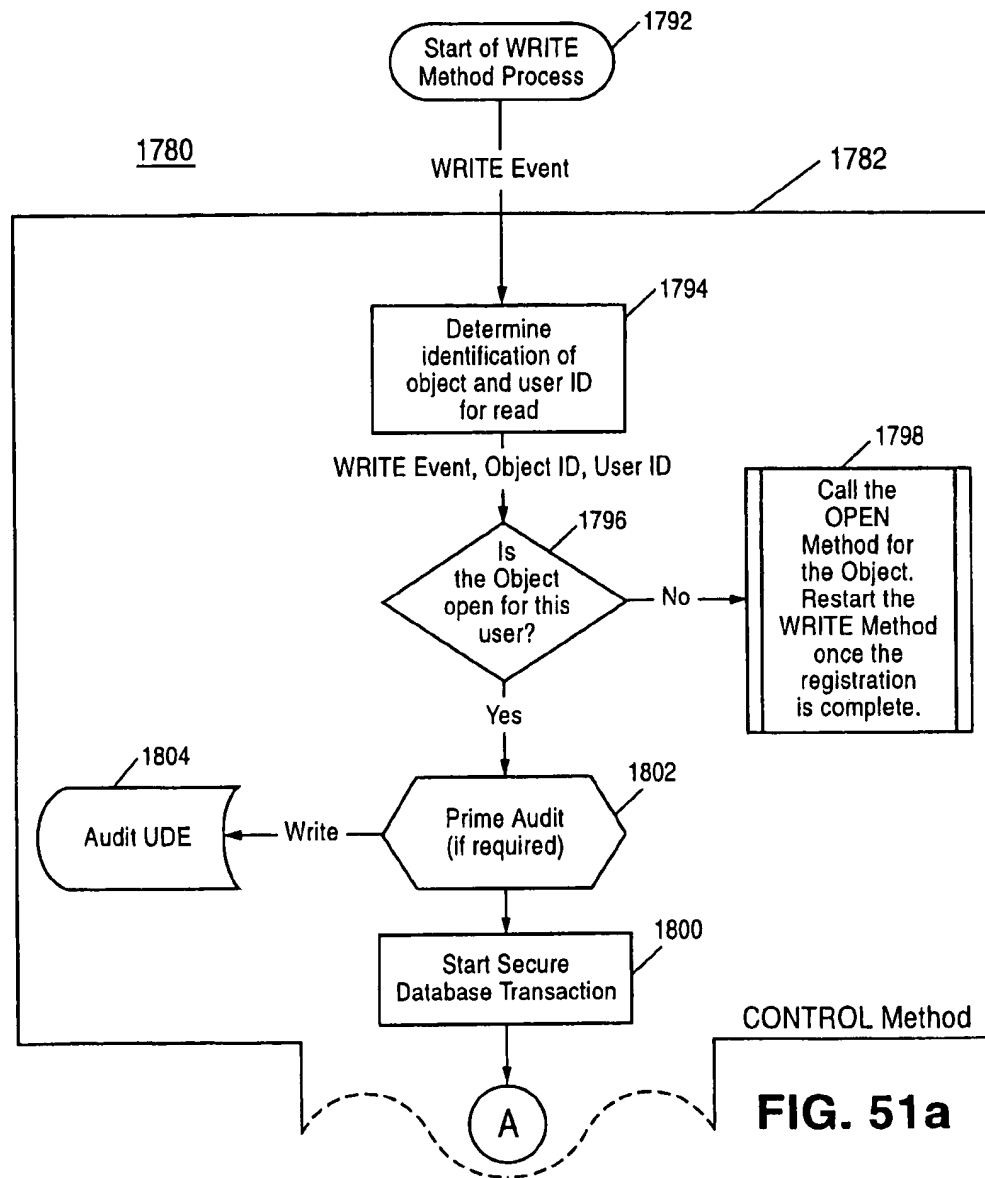 1792
Start of WRITE
Method Process
1780
WRITE Event
1782
1794
Determine
identification of
object and user ID
for read
WRITE Event, Object ID, User ID
1796
Is
the Object
open for this
user?
No
1798
Call the
OPEN
Method for
the Object.
Restart the
WRITE Method
once the
registration
is complete.
Yes
1804
Audit UDE
Write
1802
Prime Audit
(if required)
1800
Start Secure
Database Transaction
CONTROL Method
A
FIG. 51a